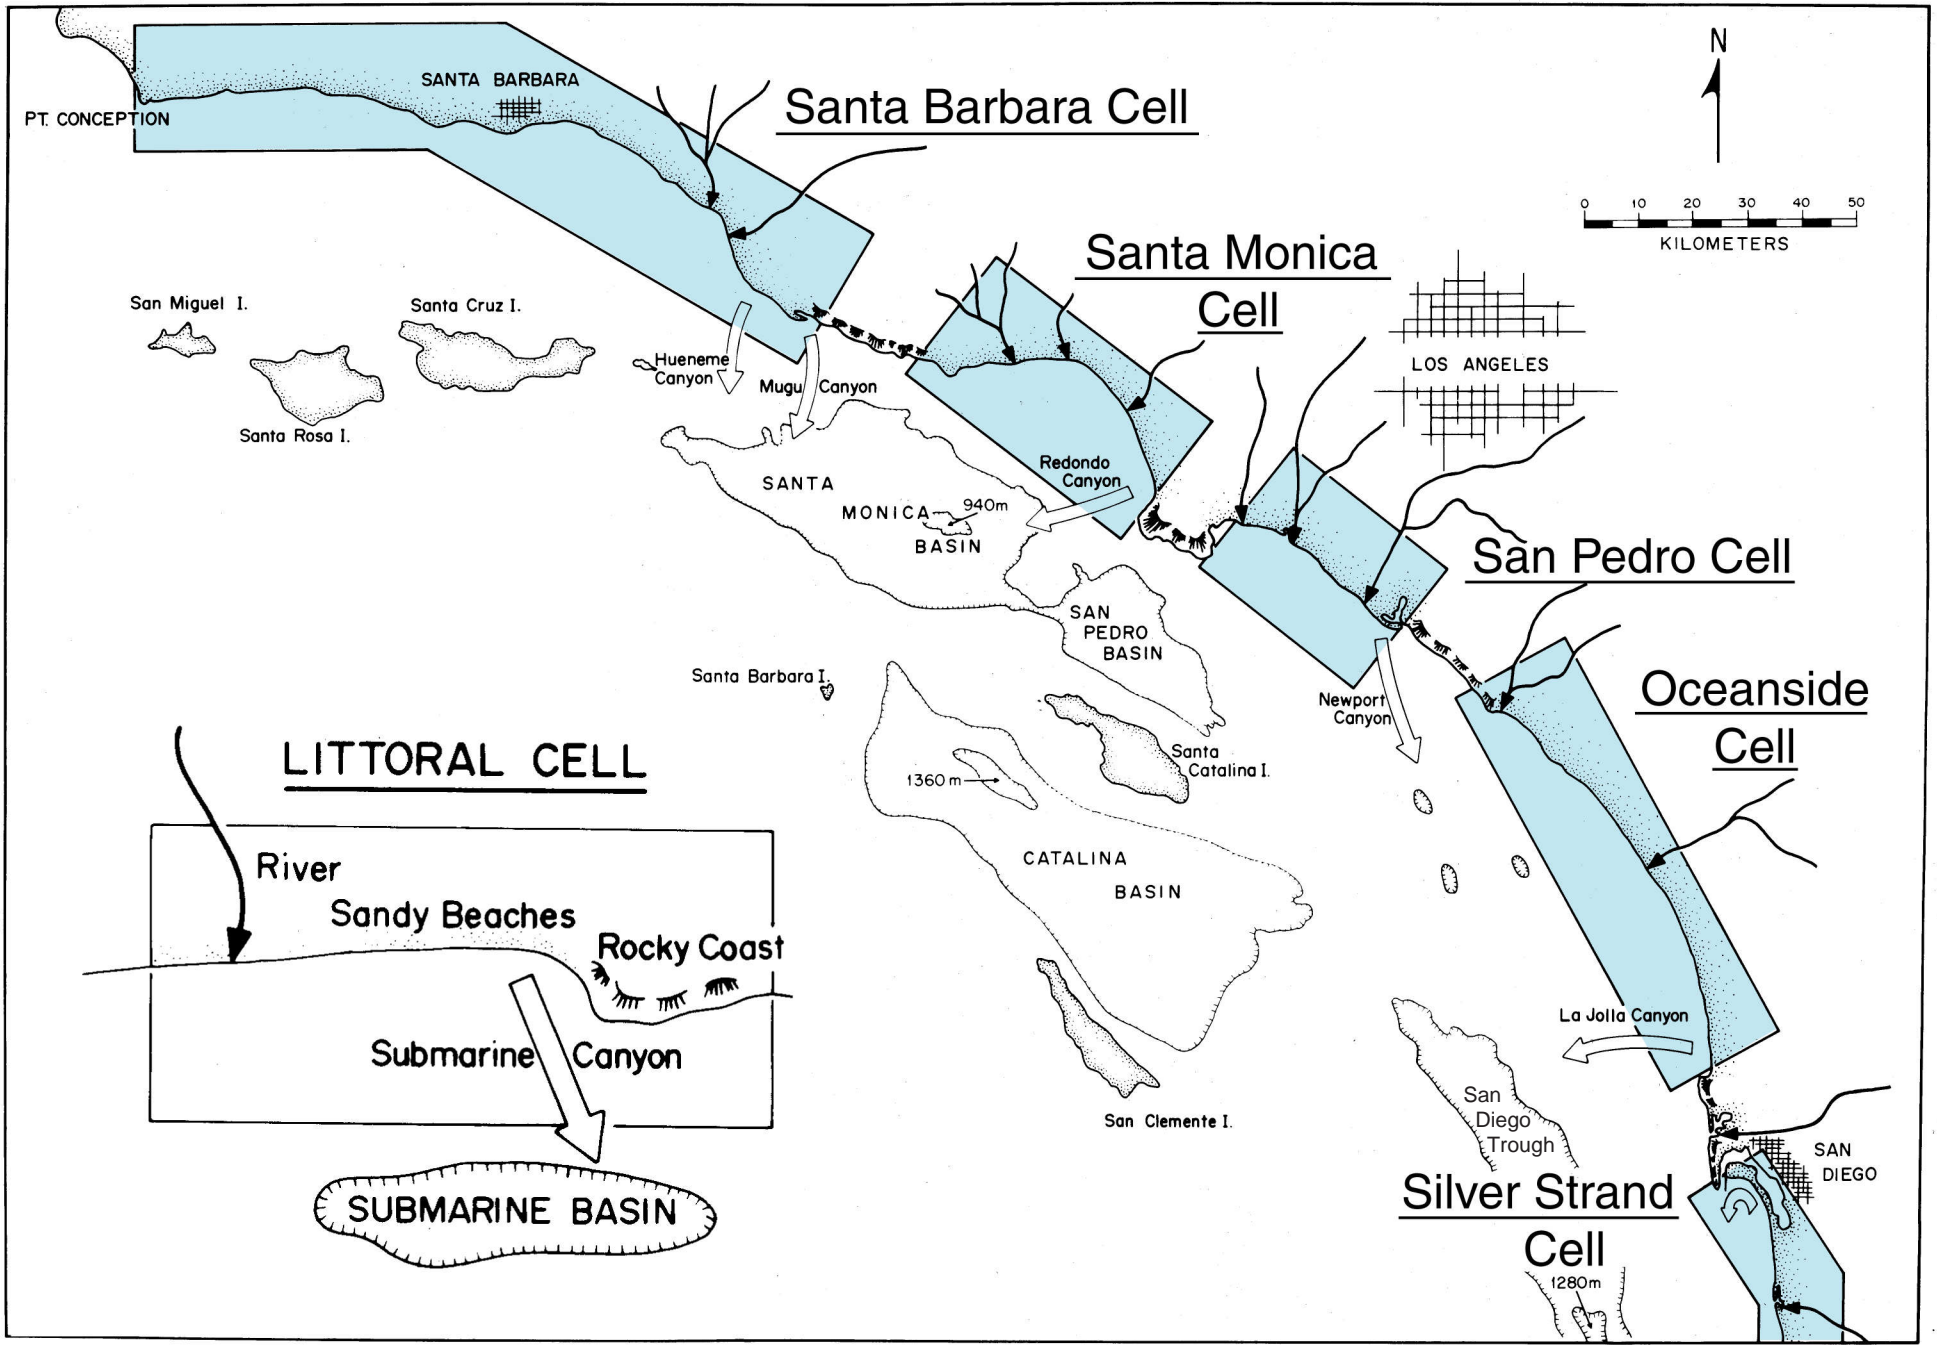 N
SANTA BARBARA
PT. CONCEPTION
Santa Barbara Cell
0 10 20 30 40 50
KILOMETERS
Santa Monica
Cell
San Miguel I.
Santa Cruz I.
Santa Rosa I.
Hueneme
Canyon
Mugu Canyon
LOS ANGELES
Redondo
Canyon
SANTA
MONICA
BASIN
940m
San Pedro Cell
SAN
PEDRO
BASIN
Santa Barbara I.
Newport
Canyon
Oceanside
Cell
Santa
Catalina I.
1360 m
CATALINA
BASIN
LITTORAL CELL
River
Sandy Beaches
Rocky Coast
Submarine Canyon
SUBMARINE BASIN
San Clemente I.
La Jolla Canyon
San
Diego
Trough
SAN
DIEGO
Silver Strand
Cell
1280m